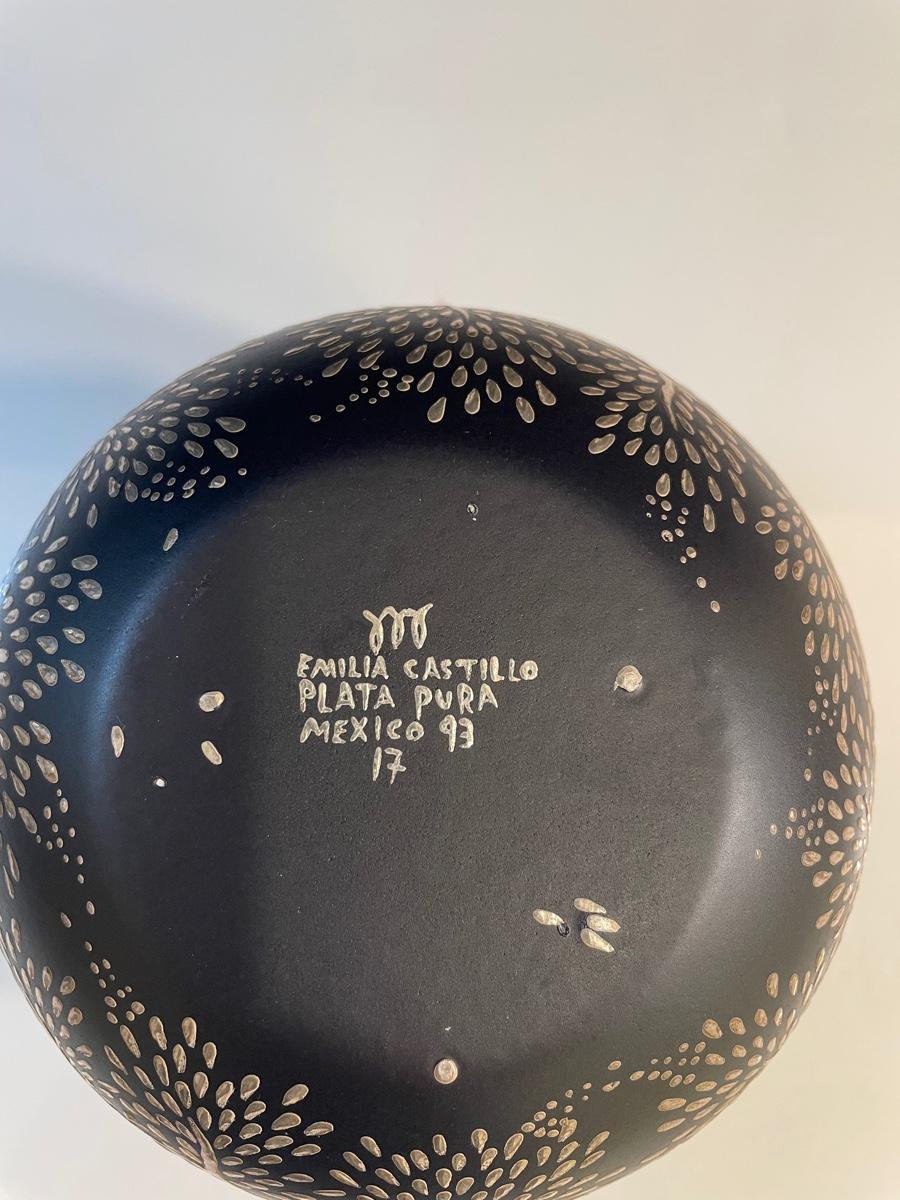 EMILIA CASTILLO
PLATA PURA
MEXICO 93
17